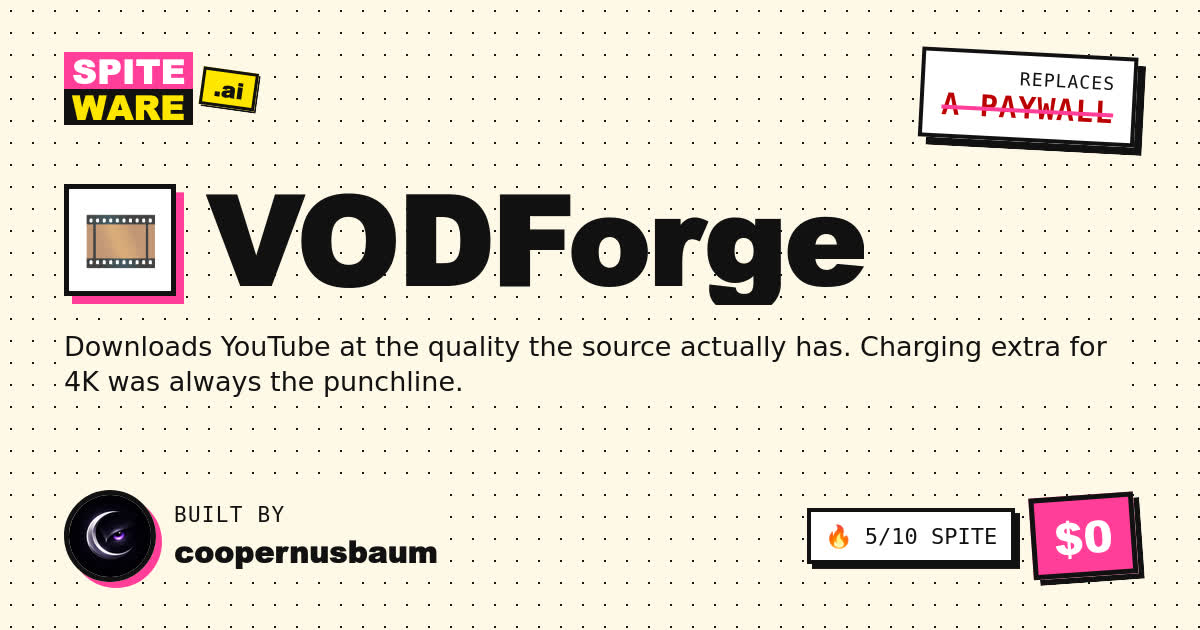 SPITE
WARE
.ai
REPLACES
A PAYWALL
VODForge
Downloads YouTube at the quality the source actually has. Charging extra for
4K was always the punchline.
BUILT BY
coopernusbaum
5/10 SPITE
$0